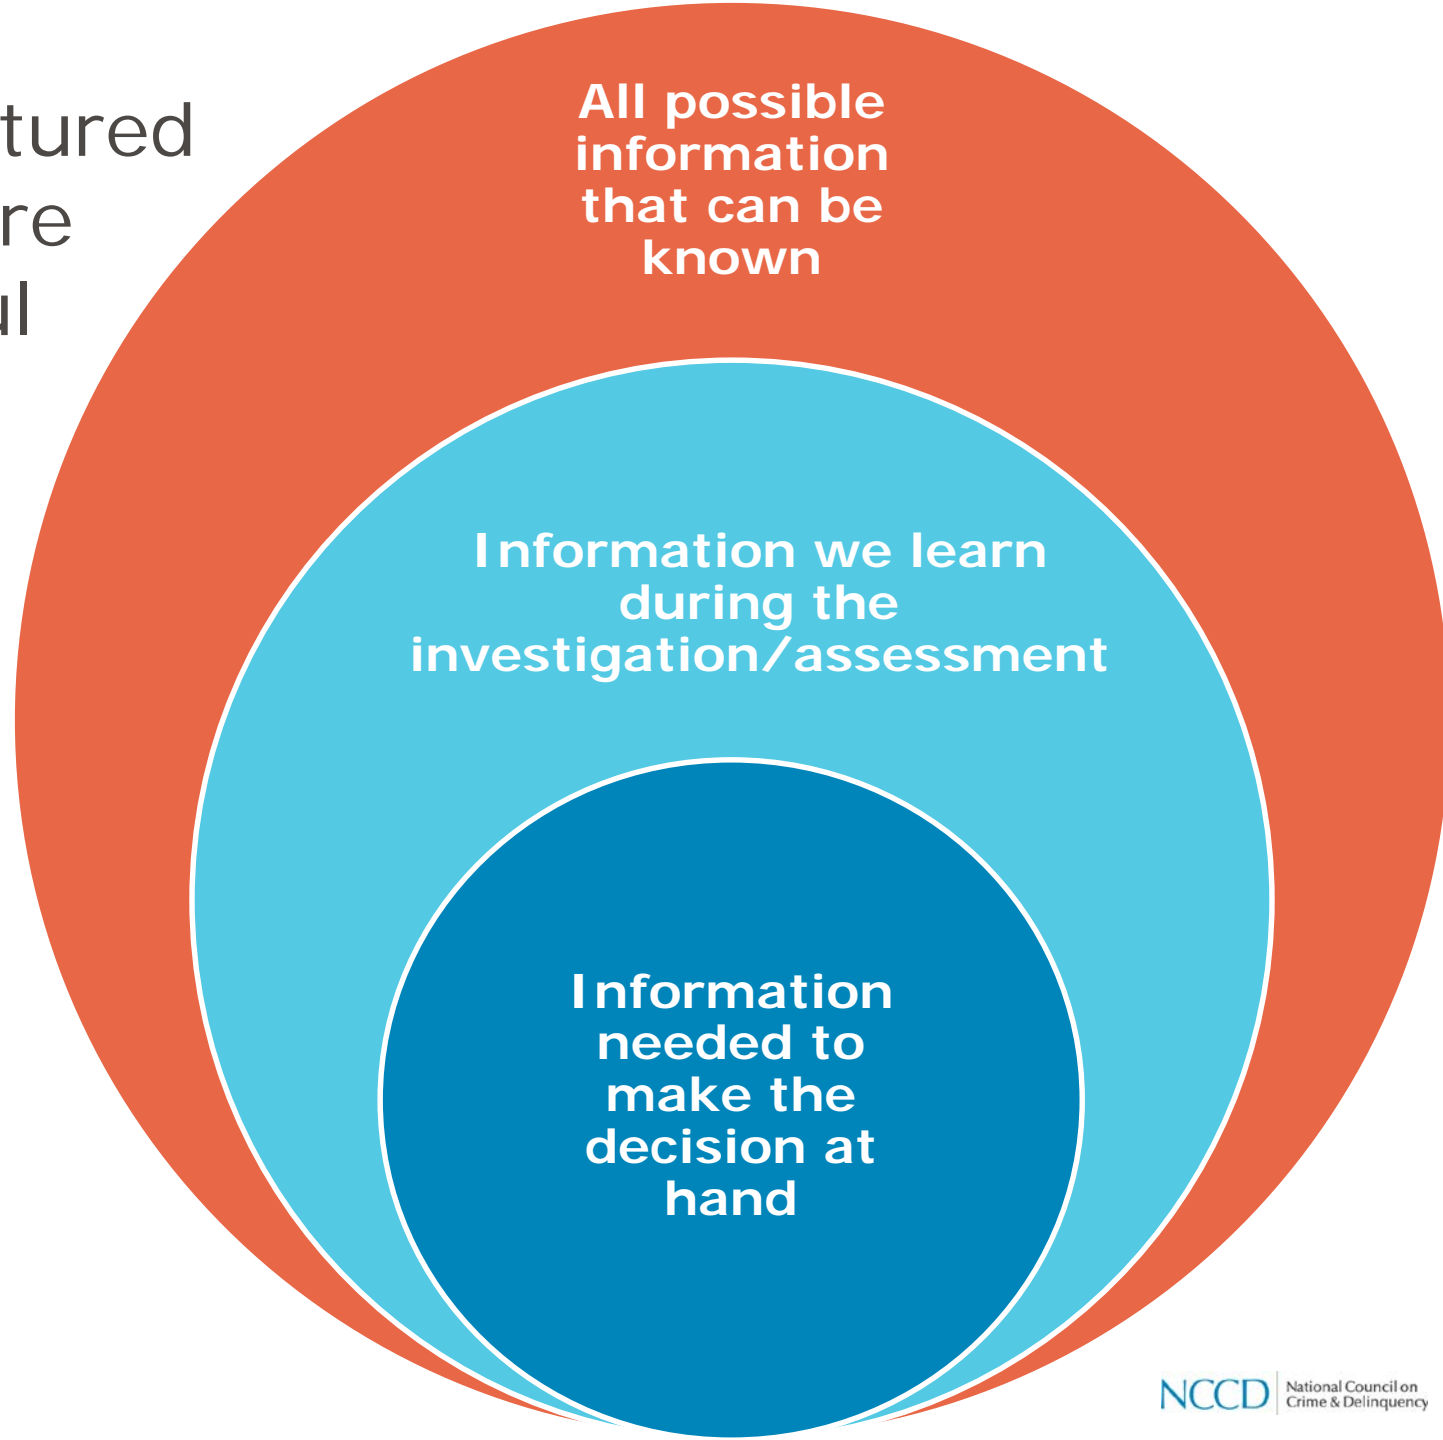 tured
re
ul
All possible
information
that can be
known
Information we learn
during the
investigation/assessment
Information
needed to
make the
decision at
hand
NCCD
National Council on
Crime & Delinquency